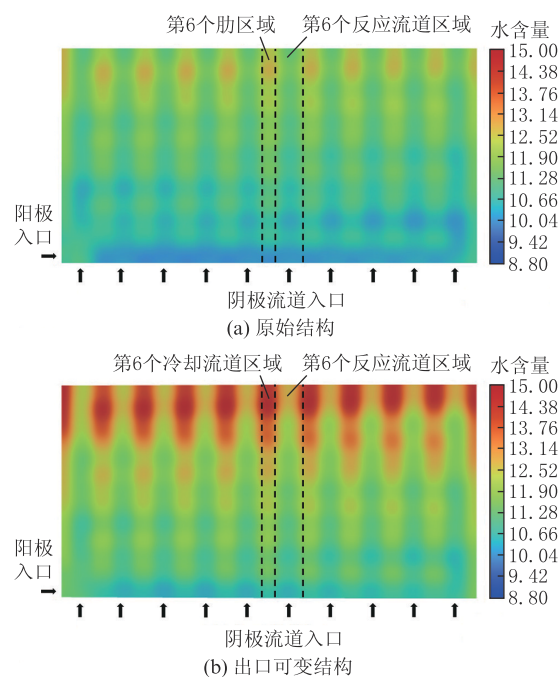 第6个肋区域 第6个反应流道区域
水含量
15.00
14.38
13.76
13.14
12.52
11.90
11.28
10.66
10.04
9.42
8.80
阳极
入口
阴极流道入口
(a) 原始结构
第6个冷却流道区域 第6个反应流道区域
水含量
15.00
14.38
13.76
13.14
12.52
11.90
11.28
10.66
10.04
9.42
8.80
阳极
入口
阴极流道入口
(b) 出口可变结构